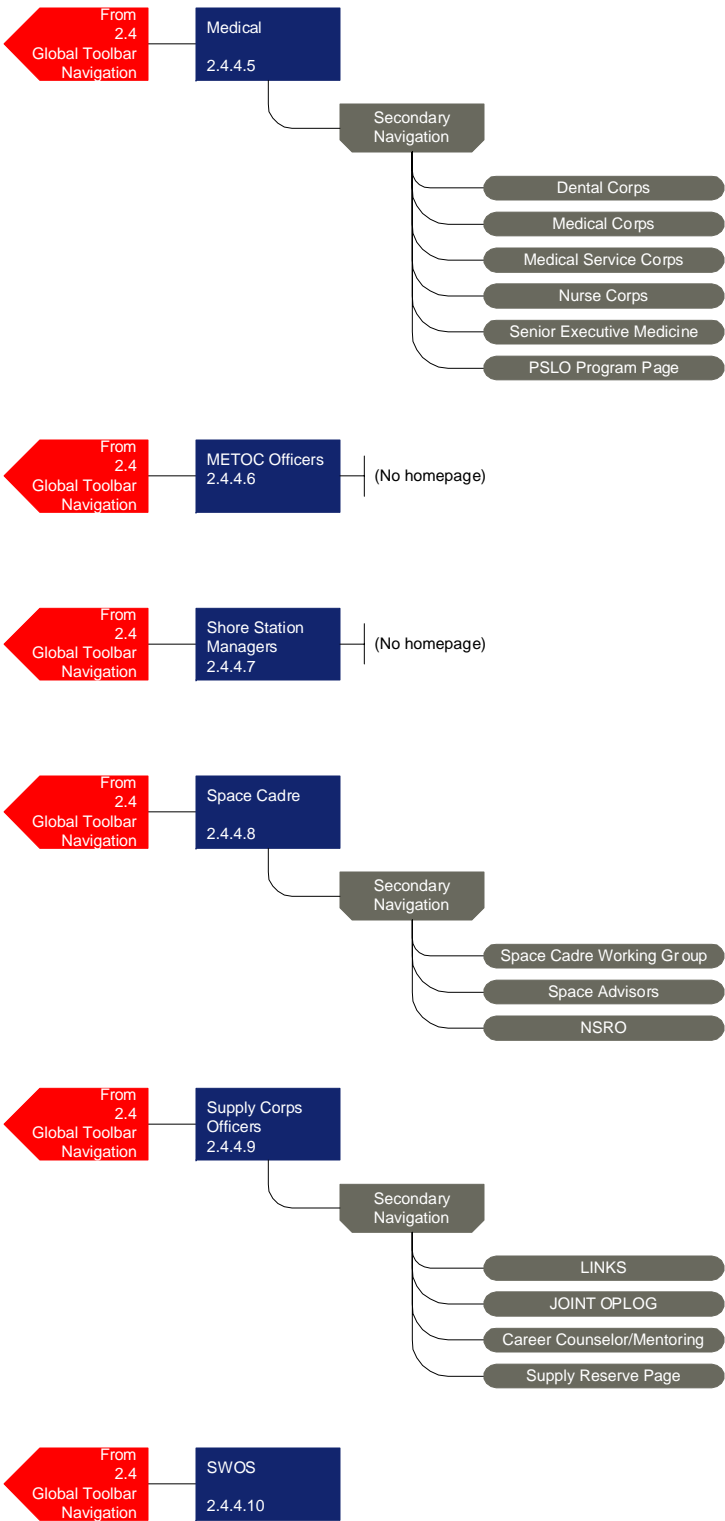 From
2.4
Global Toolbar
Navigation
Medical
2.4.4.5
Secondary
Navigation
Dental Corps
Medical Corps
Medical Service Corps
Nurse Corps
Senior Executive Medicine
PSLO Program Page
From
2.4
Global Toolbar
Navigation
METOC Officers
2.4.4.6
(No homepage)
From
2.4
Global Toolbar
Navigation
Shore Station
Managers
2.4.4.7
(No homepage)
From
2.4
Global Toolbar
Navigation
Space Cadre
2.4.4.8
Secondary
Navigation
Space Cadre Working Group
Space Advisors
NSRO
From
2.4
Global Toolbar
Navigation
Supply Corps
Officers
2.4.4.9
Secondary
Navigation
LINKS
JOINT OPLOG
Career Counselor/Mentoring
Supply Reserve Page
From
2.4
Global Toolbar
Navigation
SWOS
2.4.4.10